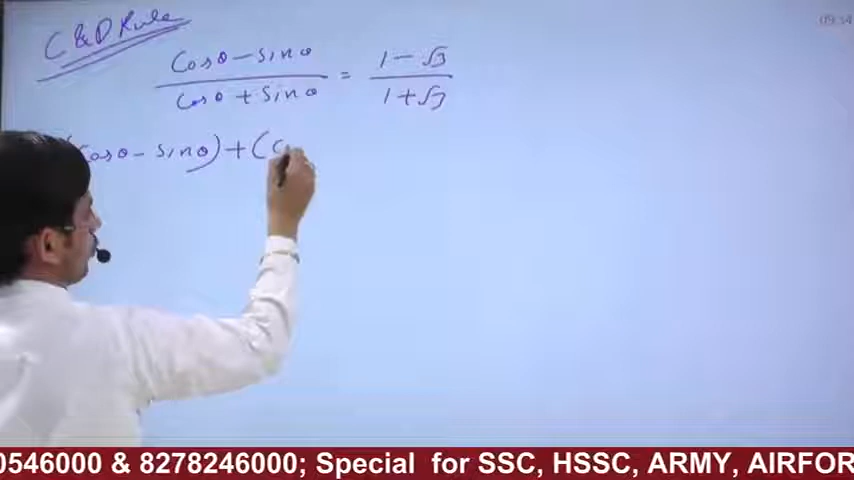 09:54
C & D Rule
cosθ - sinθ / cosθ + sinθ = 1 - √3 / 1 + √3
(cosθ - sinθ) + (c
0546000 & 8278246000; Special for SSC, HSSC, ARMY, AIRFOR